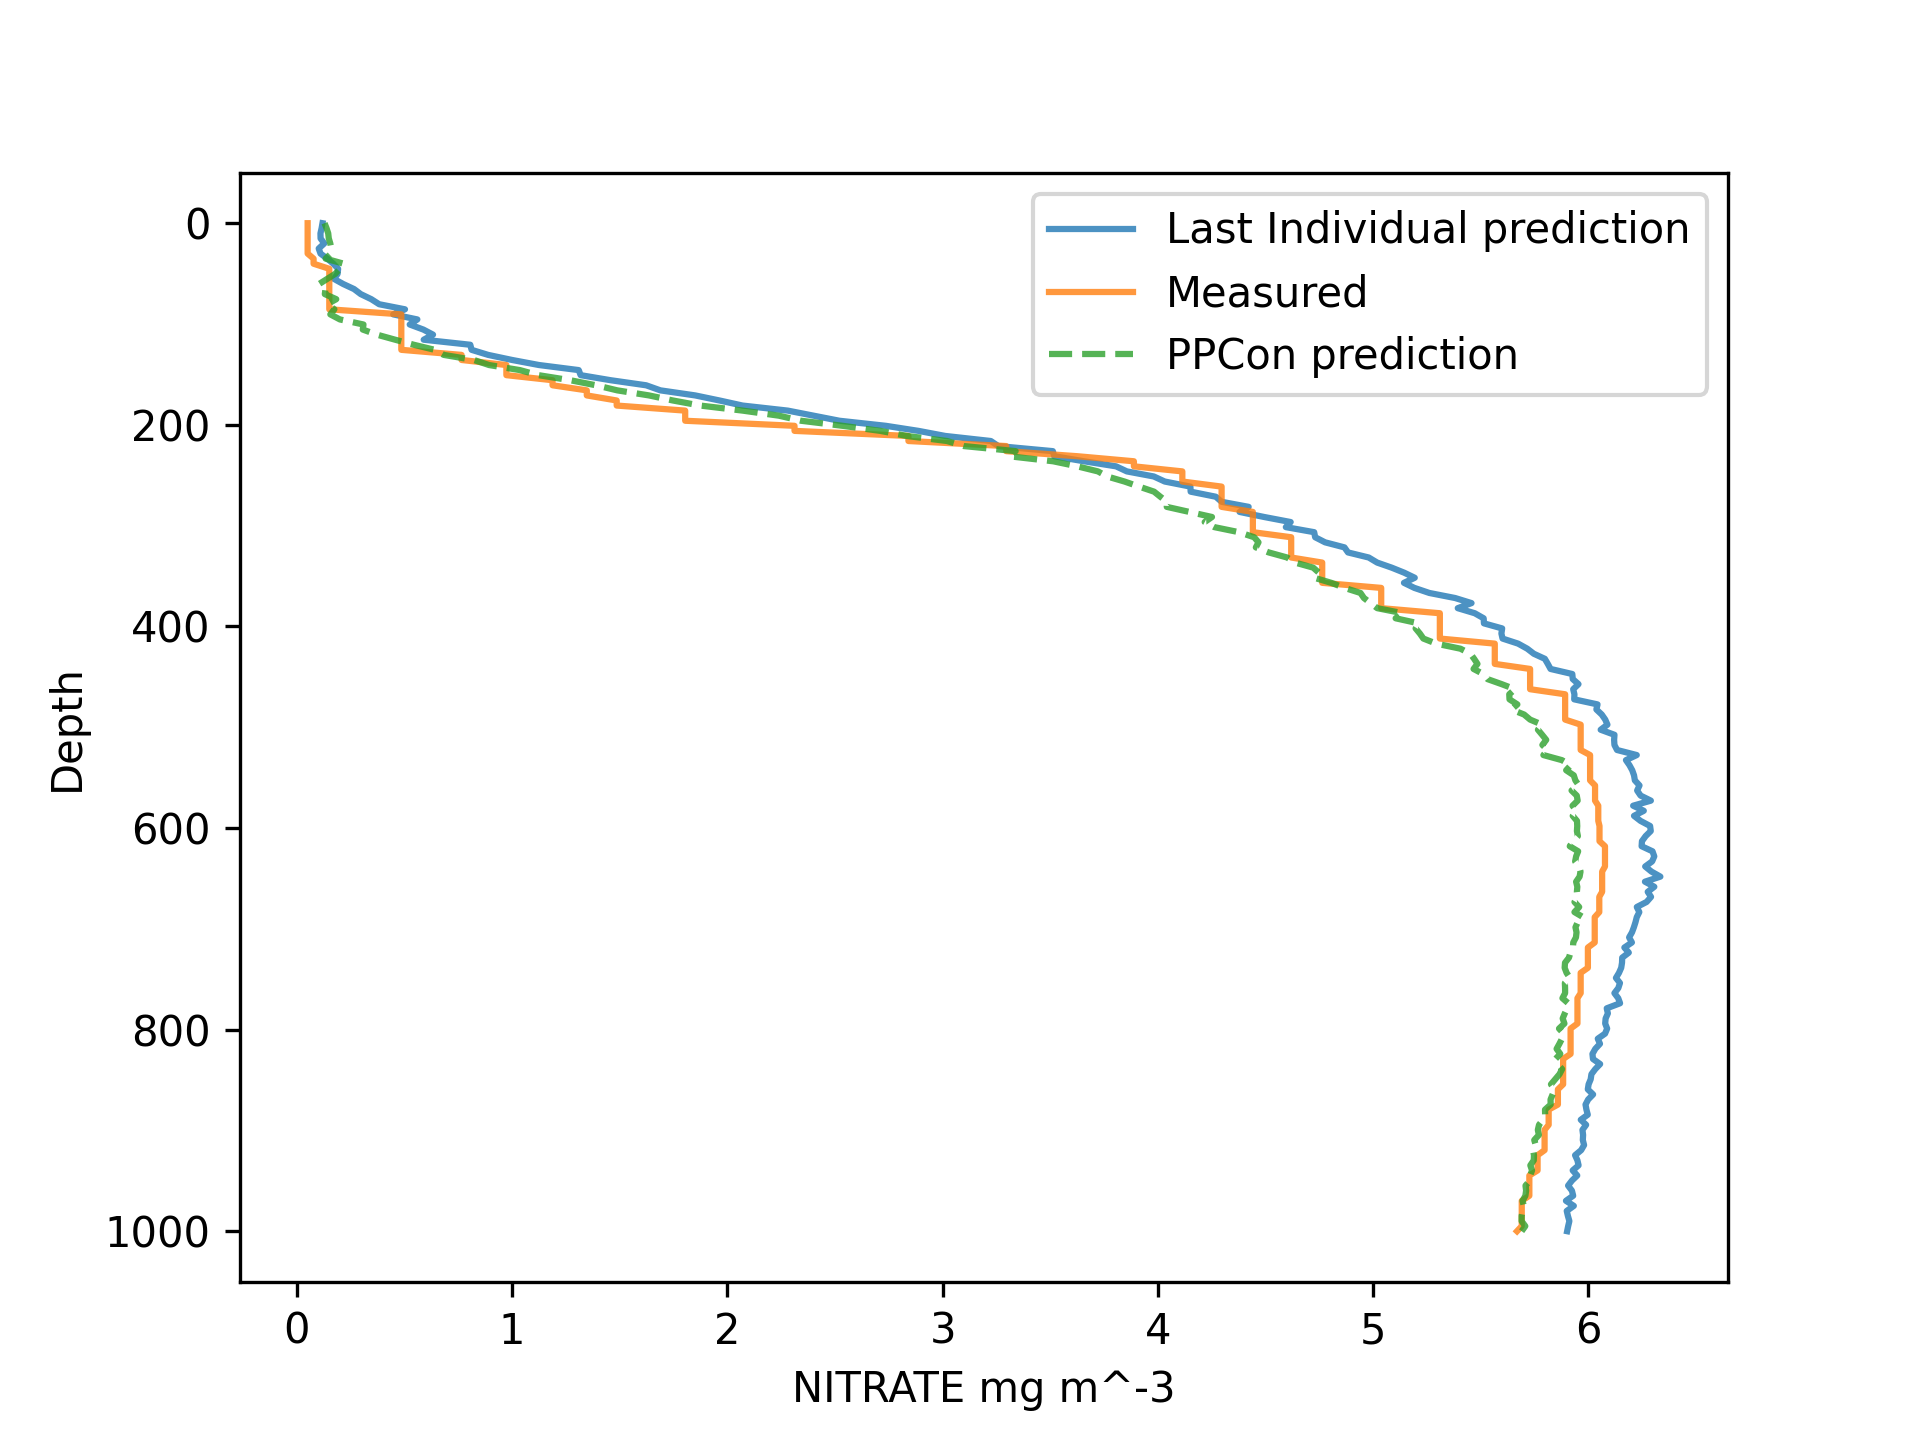 Last Individual prediction
Measured
PPCon prediction
0
200
400
600
800
1000
Depth
0 1 2 3 4 5 6
NITRATE mg m^-3